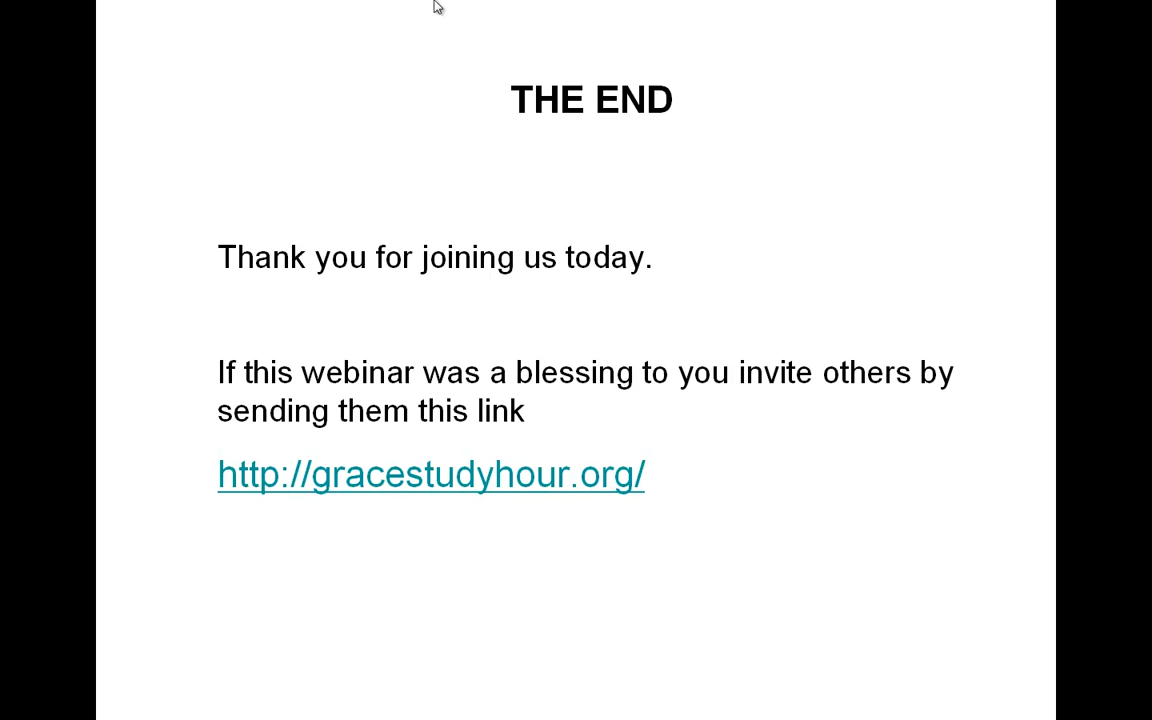 THE END
Thank you for joining us today.
If this webinar was a blessing to you invite others by
sending them this link
http://gracestudyhour.org/